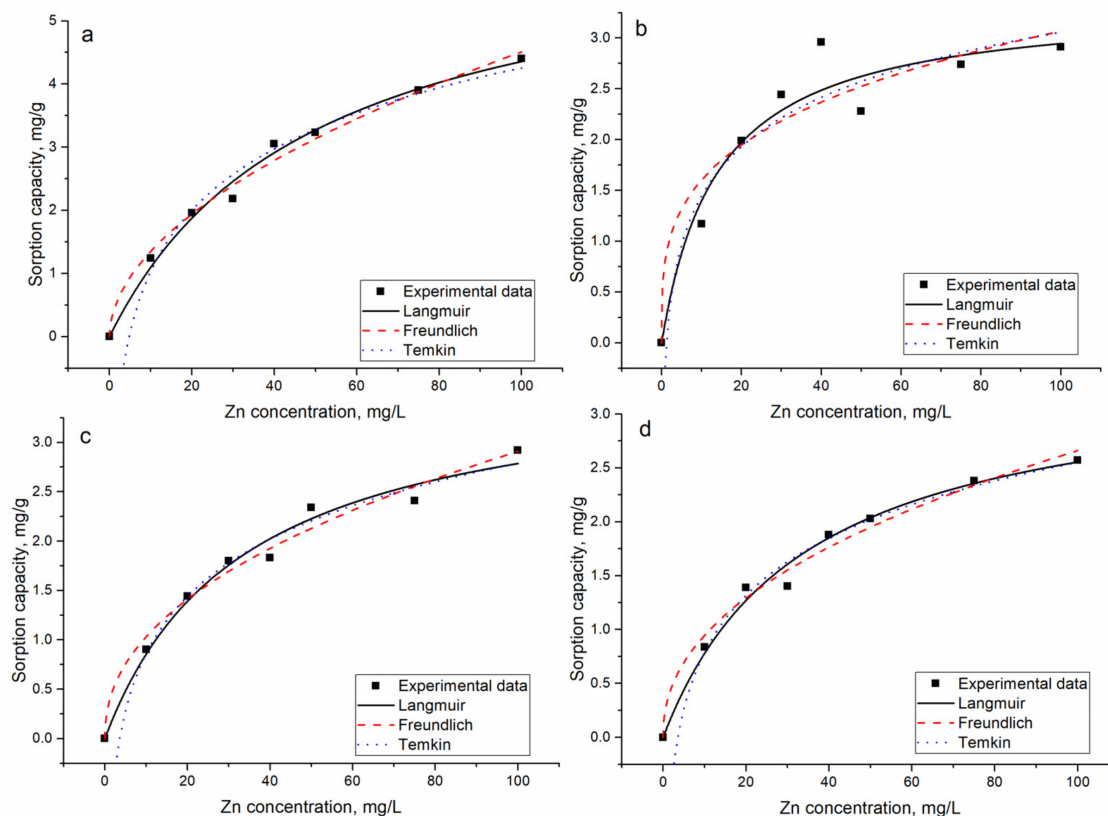 a
5
4
3
2
1
0
Sorption capacity, mg/g
Experimental data
Langmuir
Freundlich
Temkin
0 20 40 60 80 100
Zn concentration, mg/L
b
3.0
2.5
2.0
1.5
1.0
0.5
0.0
Sorption capacity, mg/g
Experimental data
Langmuir
Freundlich
Temkin
0 20 40 60 80 100
Zn concentration, mg/L
c
3.0
2.5
2.0
1.5
1.0
0.5
0.0
Sorption capacity, mg/g
Experimental data
Langmuir
Freundlich
Temkin
0 20 40 60 80 100
Zn concentration, mg/L
d
3.0
2.5
2.0
1.5
1.0
0.5
0.0
Sorption capacity, mg/g
Experimental data
Langmuir
Freundlich
Temkin
0 20 40 60 80 100
Zn concentration, mg/L